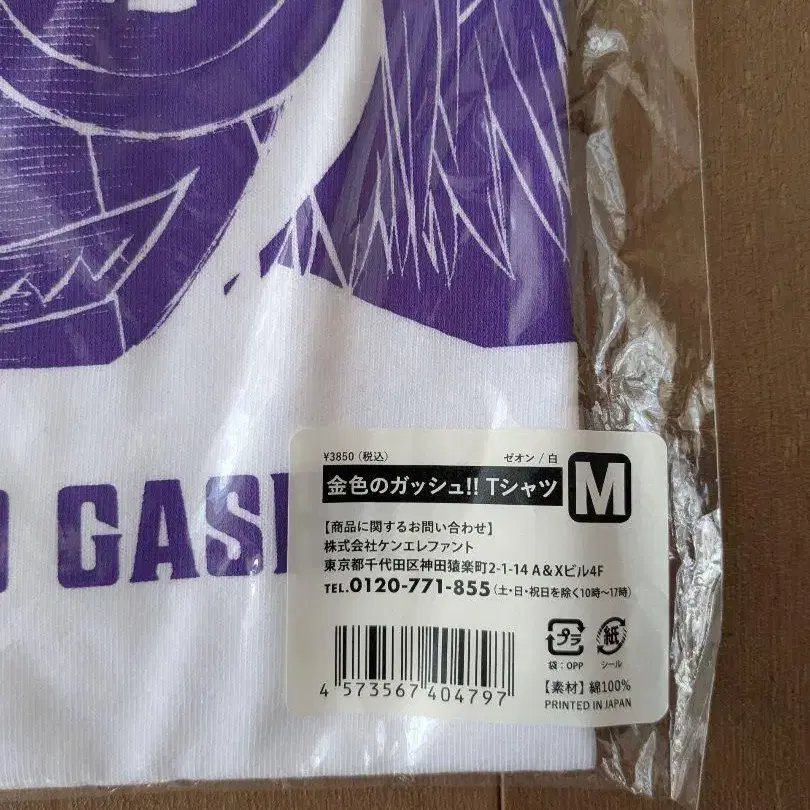 GAS
¥3850(税込) ゼオン / 白
金色のガッシュ!! Tシャツ M
【商品に関するお問い合わせ】
株式会社ケンエレファント
東京都千代田区神田猿楽町2-1-14 A&Xビル4F
TEL.0120-771-855(土・日・祝日を除く10時〜17時)
プラ 紙
袋:OPP シール
4 573567 404797
【素材】綿100%
PRINTED IN JAPAN